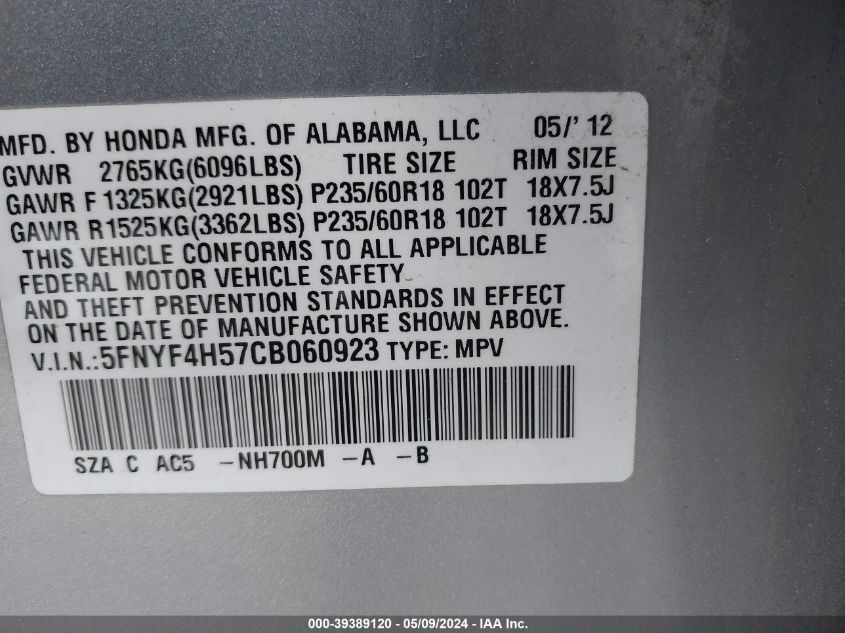 MFD. BY HONDA MFG. OF ALABAMA, LLC 05/' 12
GVWR 2765KG(6096LBS) TIRE SIZE RIM SIZE
GAWR F 1325KG(2921LBS) P235/60R18 102T 18X7.5J
GAWR R1525KG(3362LBS) P235/60R18 102T 18X7.5J
THIS VEHICLE CONFORMS TO ALL APPLICABLE
FEDERAL MOTOR VEHICLE SAFETY
AND THEFT PREVENTION STANDARDS IN EFFECT
ON THE DATE OF MANUFACTURE SHOWN ABOVE.
V.I.N.:5FNYF4H57CB060923 TYPE: MPV
SZA C AC5 -NH700M -A -B
000-39389120 - 05/09/2024 - IAA Inc.